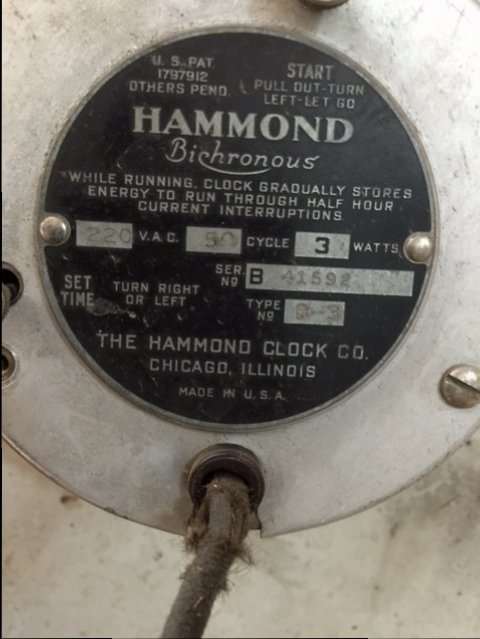 U. S. PAT.
1797912
OTHERS PEND.
START
PULL OUT-TURN
LEFT-LET GO
HAMMOND
Bichronous
WHILE RUNNING, CLOCK GRADUALLY STORES
ENERGY TO RUN THROUGH HALF HOUR
CURRENT INTERRUPTIONS
220 V.A.C. 50 CYCLE 3 WATTS
SER. NO B 41592
SET TIME TURN RIGHT OR LEFT
TYPE NO
THE HAMMOND CLOCK CO.
CHICAGO, ILLINOIS
MADE IN U.S.A.